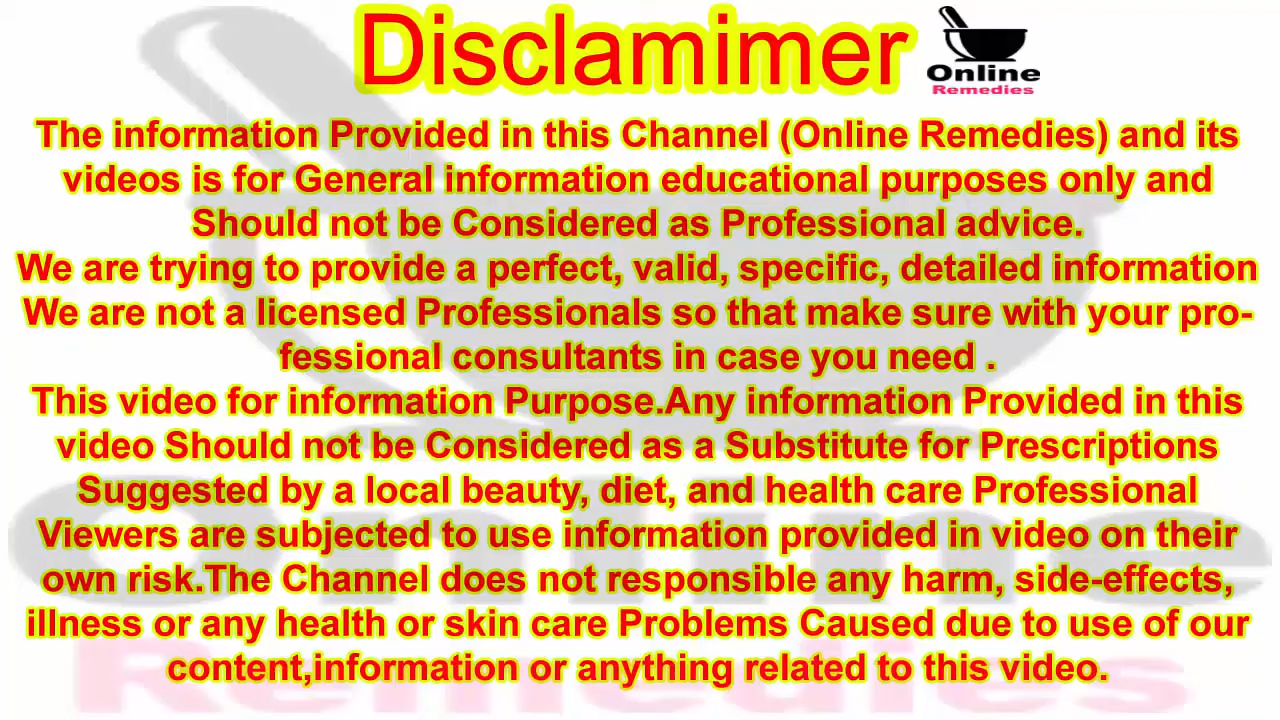 Disclamimer
Online
Remedies
The information Provided in this Channel (Online Remedies) and its
videos is for General information educational purposes only and
Should not be Considered as Professional advice.
We are trying to provide a perfect, valid, specific, detailed information
We are not a licensed Professionals so that make sure with your pro-
fessional consultants in case you need .
This video for information Purpose.Any information Provided in this
video Should not be Considered as a Substitute for Prescriptions
Suggested by a local beauty, diet, and health care Professional
Viewers are subjected to use information provided in video on their
own risk.The Channel does not responsible any harm, side-effects,
illness or any health or skin care Problems Caused due to use of our
content,information or anything related to this video.
Online
Remedies